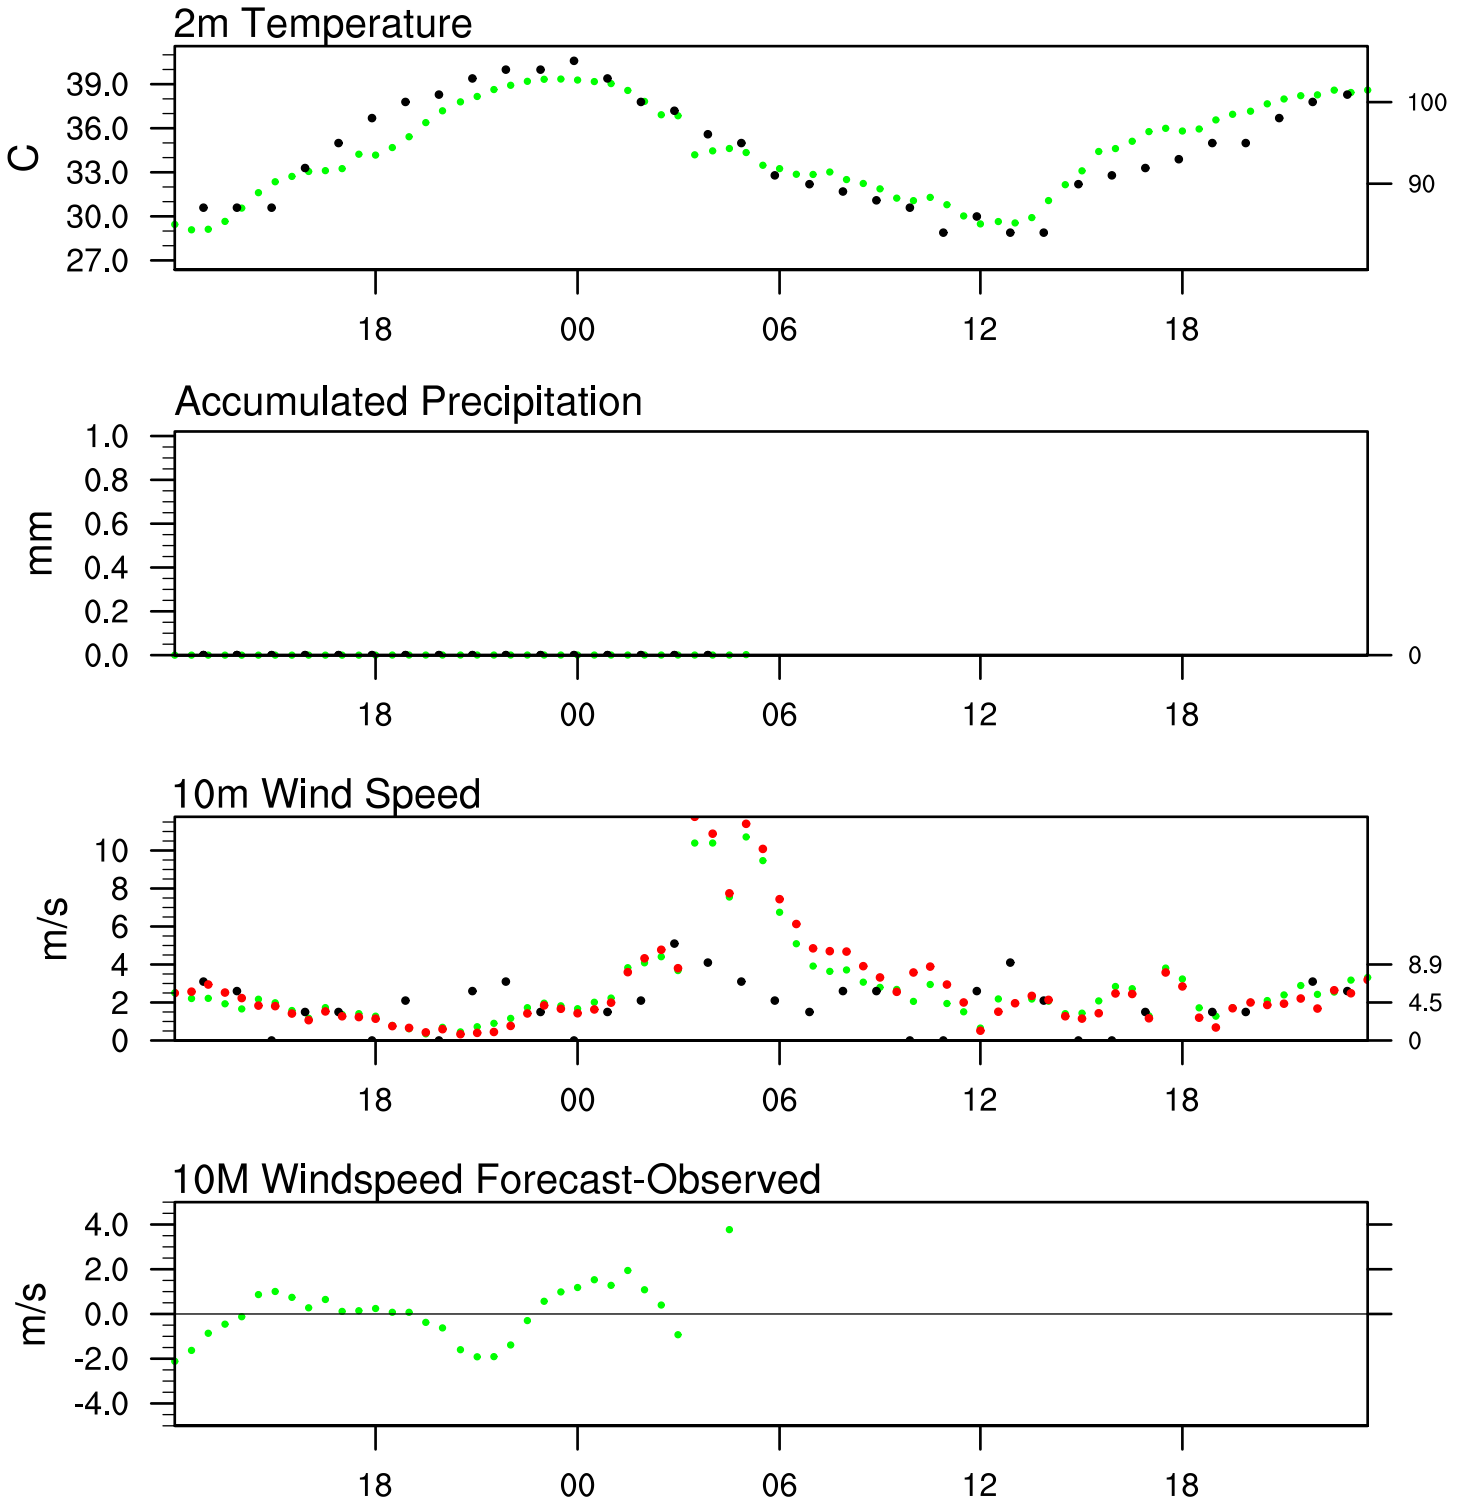 2m Temperature
39.0
36.0
33.0
30.0
27.0
C
100
90
18 00 06 12 18
Accumulated Precipitation
1.0
0.8
0.6
0.4
0.2
0.0
mm
0
18 00 06 12 18
10m Wind Speed
10
8
6
4
2
0
m/s
8.9
4.5
0
18 00 06 12 18
10M Windspeed Forecast-Observed
4.0
2.0
0.0
-2.0
-4.0
m/s
18 00 06 12 18